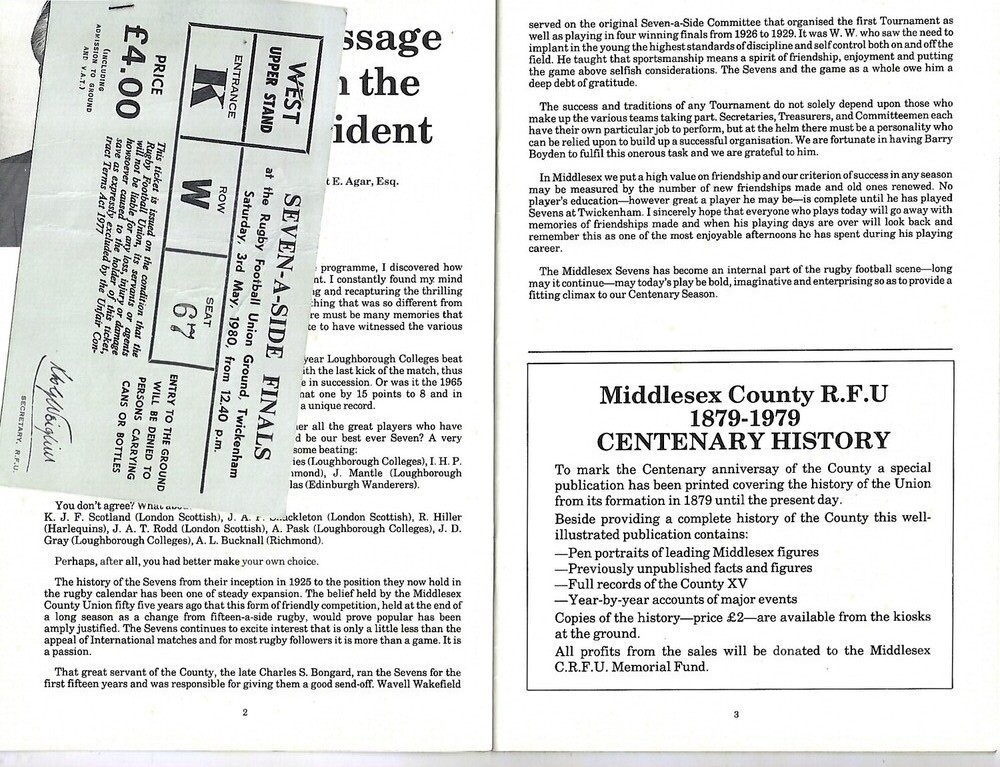 ssage
the
ident
t E. Agar, Esq.
programme, I discovered how
nt. I constantly found my mind
ng and recapturing the thrilling
thing that was so different from
re must be many memories that
te to have witnessed the various
year Loughborough Colleges beat
ith the last kick of the match, thus
e in succession. Or was it the 1965
hat one by 15 points to 8 and in
a unique record.
er all the great players who have
d be our best ever Seven? A very
some beating:
ies (Loughborough Colleges), I. H. P.
mond), J. Mantle (Loughborough
las (Edinburgh Wanderers).
You don't agree? What
K. J. F. Scotland (London Scottish), J. A. P. Shackleton (London Scottish), R. Hiller
(Harlequins), J. A. T. Rodd (London Scottish), A. Pask (Loughborough Colleges), J. D.
Gray (Loughborough Colleges), A. L. Bucknall (Richmond).
Perhaps, after all, you had better make your own choice.
The history of the Sevens from their inception in 1925 to the position they now hold in
the rugby calendar has been one of steady expansion. The belief held by the Middlesex
County Union fifty five years ago that this form of friendly competition, held at the end of
a long season as a change from fifteen-a-side rugby, would prove popular has been
amply justified. The Sevens continues to excite interest that is only a little less than the
appeal of International matches and for most rugby followers it is more than a game. It is
a passion.
That great servant of the County, the late Charles S. Bongard, ran the Sevens for the
first fifteen years and was responsible for giving them a good send-off. Wavell Wakefield
2
SEVEN-A-SIDE FINALS
at the Rugby Football Union Ground, Twickenham
Saturday, 3rd May, 1980, from 12.40 p.m.
WEST
UPPER STAND
ENTRANCE
K
ROW
W
SEAT
67
PRICE
£4.00
(INCLUDING
ADMISSION TO GROUND
AND V.A.T.)
This ticket is issued on the condition that the
Rugby Football Union, its servants or agents
will not be liable for any loss, injury or damage
howsoever caused to the holder of this ticket,
save as expressly excluded by the Unfair Con-
tract Terms Act 1977
ENTRY TO THE GROUND
WILL BE DENIED TO
PERSONS CARRYING
CANS OR BOTTLES
SECRETARY, R.F.U.
served on the original Seven-a-Side Committee that organised the first Tournament as
well as playing in four winning finals from 1926 to 1929. It was W. W. who saw the need to
implant in the young the highest standards of discipline and self control both on and off the
field. He taught that sportsmanship means a spirit of friendship, enjoyment and putting
the game above selfish considerations. The Sevens and the game as a whole owe him a
deep debt of gratitude.
The success and traditions of any Tournament do not solely depend upon those who
make up the various teams taking part. Secretaries, Treasurers, and Committeemen each
have their own particular job to perform, but at the helm there must be a personality who
can be relied upon to build up a successful organisation. We are fortunate in having Barry
Boyden to fulfil this onerous task and we are grateful to him.
In Middlesex we put a high value on friendship and our criterion of success in any season
may be measured by the number of new friendships made and old ones renewed. No
player's education—however great a player he may be—is complete until he has played
Sevens at Twickenham. I sincerely hope that everyone who plays today will go away with
memories of friendships made and when his playing days are over will look back and
remember this as one of the most enjoyable afternoons he has spent during his playing
career.
The Middlesex Sevens has become an internal part of the rugby football scene—long
may it continue—may today's play be bold, imaginative and enterprising so as to provide a
fitting climax to our Centenary Season.
Middlesex County R.F.U
1879-1979
CENTENARY HISTORY
To mark the Centenary anniversay of the County a special
publication has been printed covering the history of the Union
from its formation in 1879 until the present day.
Beside providing a complete history of the County this well-
illustrated publication contains:
—Pen portraits of leading Middlesex figures
—Previously unpublished facts and figures
—Full records of the County XV
—Year-by-year accounts of major events
Copies of the history—price £2—are available from the kiosks
at the ground.
All profits from the sales will be donated to the Middlesex
C.R.F.U. Memorial Fund.
3